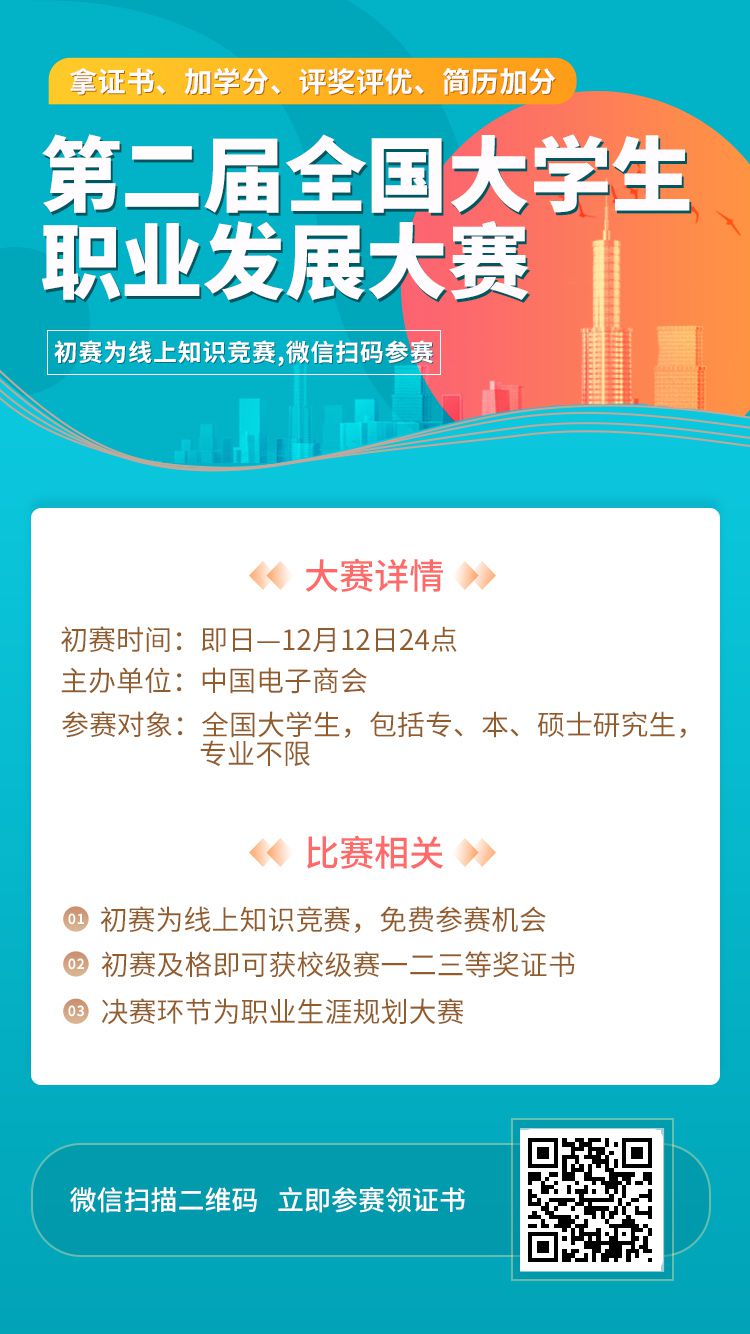 拿证书、加学分、评奖评优、简历加分
第二届全国大学生
职业发展大赛
初赛为线上知识竞赛,微信扫码参赛
大赛详情
初赛时间：即日—12月12日24点
主办单位：中国电子商会
参赛对象：全国大学生，包括专、本、硕士研究生，
专业不限
比赛相关
01 初赛为线上知识竞赛，免费参赛机会
02 初赛及格即可获校级赛一二三等奖证书
03 决赛环节为职业生涯规划大赛
微信扫描二维码 立即参赛领证书